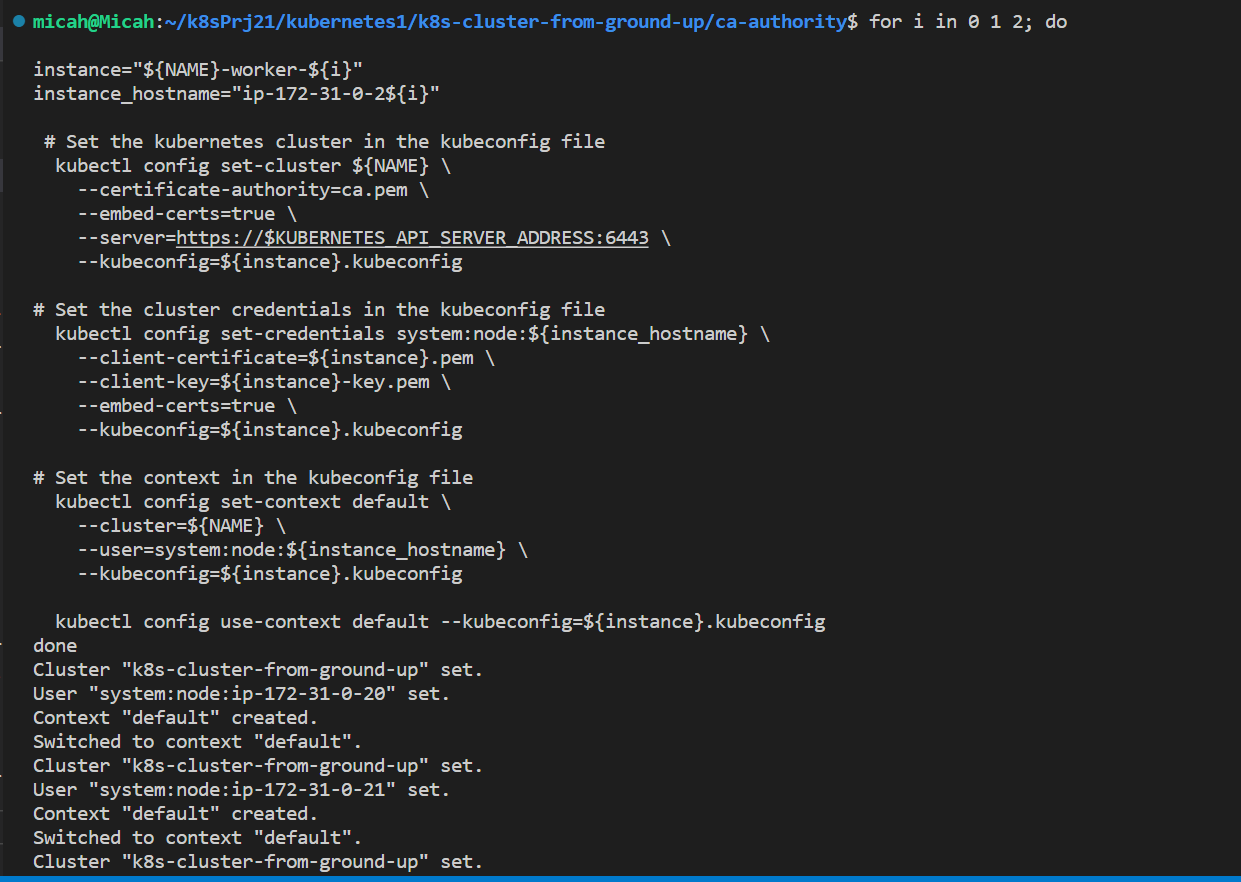 micah@Micah:~/k8sPrj21/kubernetes1/k8s-cluster-from-ground-up/ca-authority$ for i in 0 1 2; do
instance="${NAME}-worker-${i}"
instance_hostname="ip-172-31-0-2${i}"
# Set the kubernetes cluster in the kubeconfig file
kubectl config set-cluster ${NAME} \
--certificate-authority=ca.pem \
--embed-certs=true \
--server=https://$KUBERNETES_API_SERVER_ADDRESS:6443 \
--kubeconfig=${instance}.kubeconfig
# Set the cluster credentials in the kubeconfig file
kubectl config set-credentials system:node:${instance_hostname} \
--client-certificate=${instance}.pem \
--client-key=${instance}-key.pem \
--embed-certs=true \
--kubeconfig=${instance}.kubeconfig
# Set the context in the kubeconfig file
kubectl config set-context default \
--cluster=${NAME} \
--user=system:node:${instance_hostname} \
--kubeconfig=${instance}.kubeconfig
kubectl config use-context default --kubeconfig=${instance}.kubeconfig
done
Cluster "k8s-cluster-from-ground-up" set.
User "system:node:ip-172-31-0-20" set.
Context "default" created.
Switched to context "default".
Cluster "k8s-cluster-from-ground-up" set.
User "system:node:ip-172-31-0-21" set.
Context "default" created.
Switched to context "default".
Cluster "k8s-cluster-from-ground-up" set.